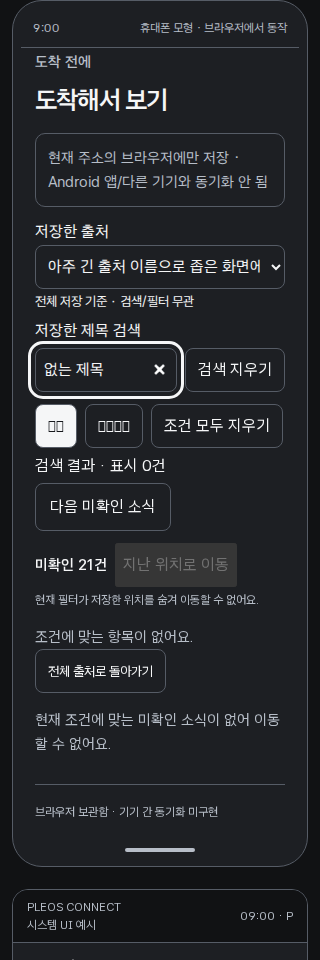 9:00
휴대폰 모형 · 브라우저에서 동작
도착 전에
도착해서 보기
현재 주소의 브라우저에만 저장 ·
Android 앱/다른 기기와 동기화 안 됨
저장한 출처
아주 긴 출처 이름으로 좁은 화면에
전체 저장 기준 · 검색/필터 무관
저장한 제목 검색
없는 제목 ×
검색 지우기
조건 모두 지우기
검색 결과 · 표시 0건
다음 미확인 소식
미확인 21건
지난 위치로 이동
현재 필터가 저장한 위치를 숨겨 이동할 수 없어요.
조건에 맞는 항목이 없어요.
전체 출처로 돌아가기
현재 조건에 맞는 미확인 소식이 없어 이동
할 수 없어요.
브라우저 보관함 · 기기 간 동기화 미구현
PLEOS CONNECT
시스템 UI 예시
09:00 · P